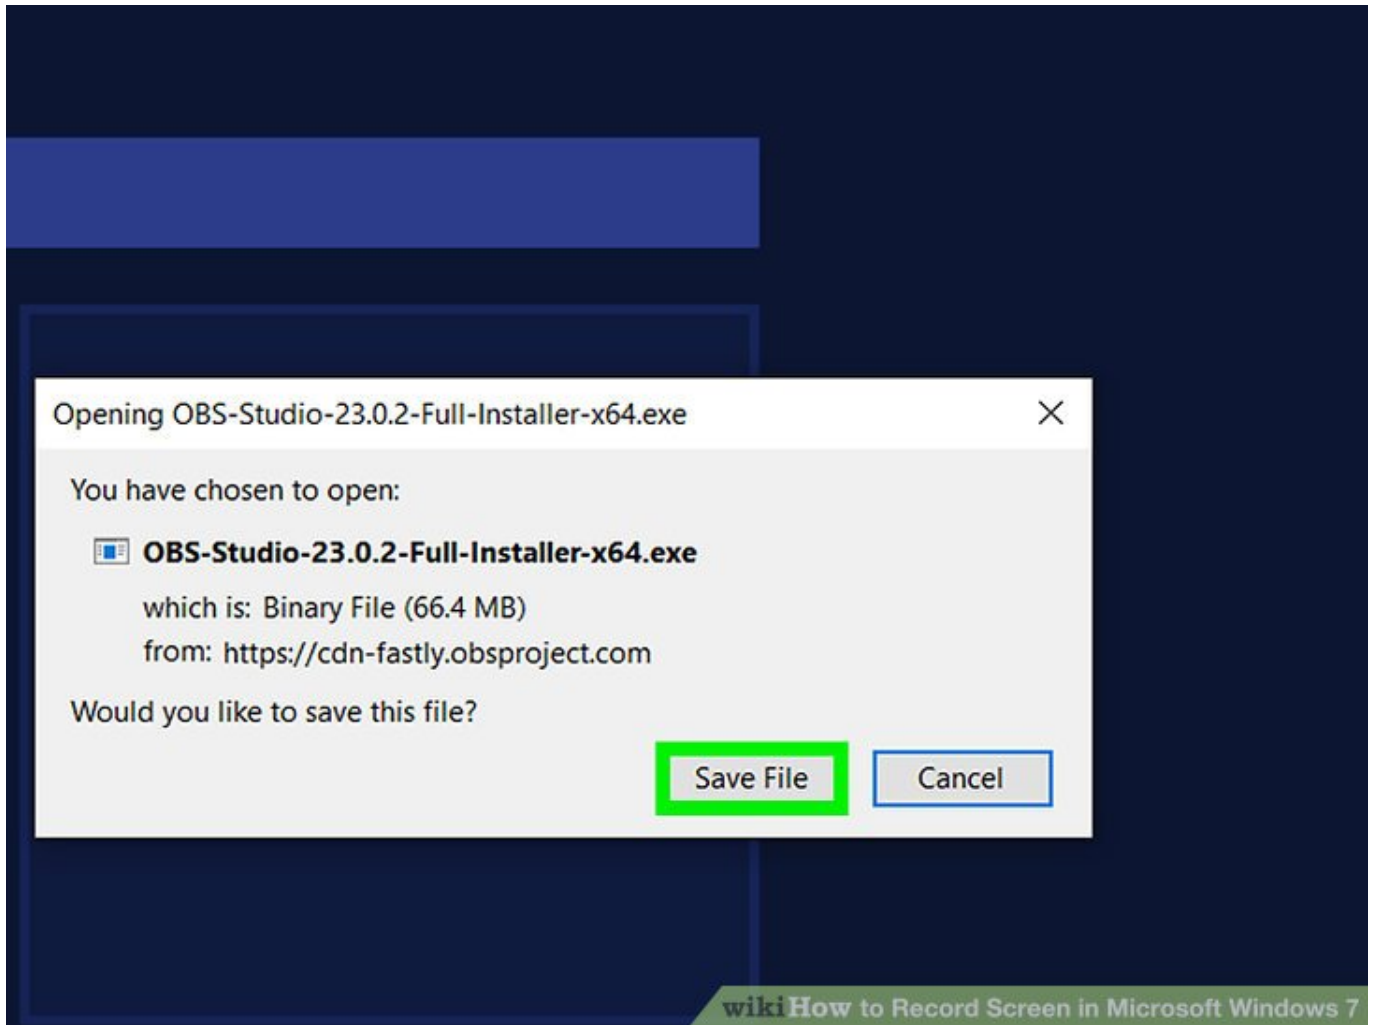 Opening OBS-Studio-23.0.2-Full-Installer-x64.exe
You have chosen to open:
OBS-Studio-23.0.2-Full-Installer-x64.exe
which is: Binary File (66.4 MB)
from: https://cdn-fastly.obsproject.com
Would you like to save this file?
Save File
Cancel
wikiHow to Record Screen in Microsoft Windows 7